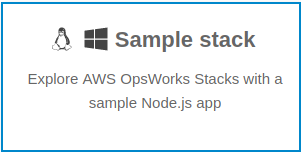 Sample stack
Explore AWS OpsWorks Stacks with a
sample Node.js app